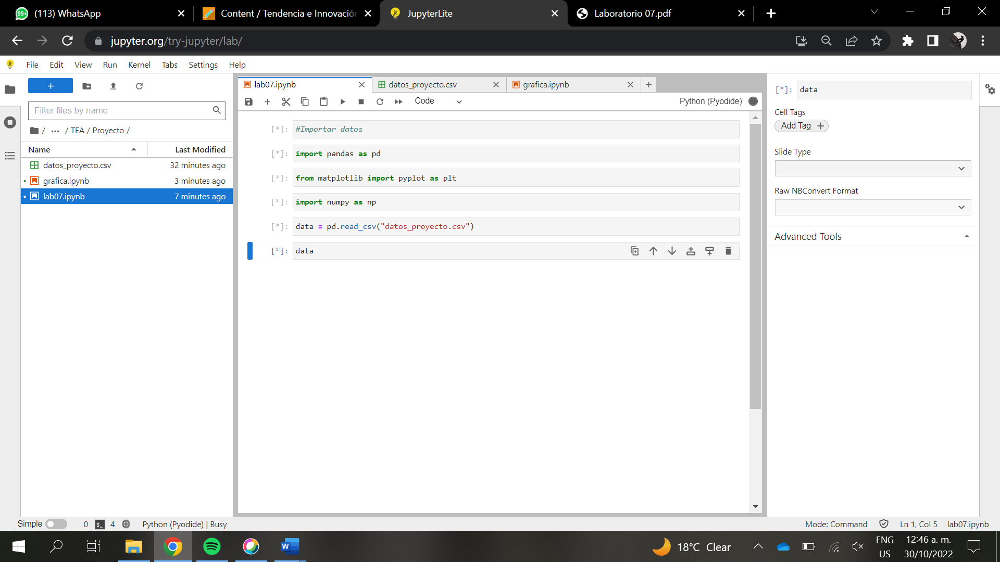 99+ (113) WhatsApp
Content / Tendencia e Innovación
JupyterLite
Laboratorio 07.pdf
jupyter.org/try-jupyter/lab/
File Edit View Run Kernel Tabs Settings Help
Filter files by name
/ ... / TEA / Proyecto /
Name Last Modified
datos_proyecto.csv 32 minutes ago
grafica.ipynb 3 minutes ago
lab07.ipynb 7 minutes ago
lab07.ipynb datos_proyecto.csv grafica.ipynb
Code Python (Pyodide)
[*]: #Importar datos
[*]: import pandas as pd
[*]: from matplotlib import pyplot as plt
[*]: import numpy as np
[*]: data = pd.read_csv("datos_proyecto.csv")
[*]: data
[*]: data
Cell Tags
Add Tag +
Slide Type
Raw NBConvert Format
Advanced Tools
Simple 0 $_ 4 Python (Pyodide) | Busy Mode: Command Ln 1, Col 5 lab07.ipynb
W 18°C Clear
ENG
US
12:46 a. m.
30/10/2022